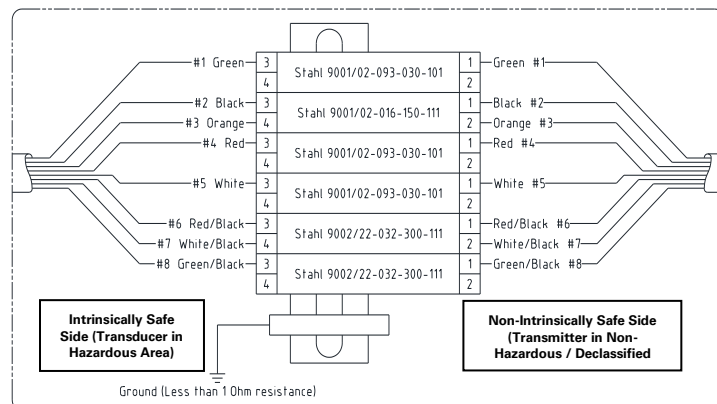 #1 Green 3 Stahl 9001/02-093-030-101 1 Green #1
4 2
#2 Black 3 Stahl 9001/02-016-150-111 1 Black #2
#3 Orange 4 2 Orange #3
#4 Red 3 Stahl 9001/02-093-030-101 1 Red #4
4 2
#5 White 3 Stahl 9001/02-093-030-101 1 White #5
4 2
#6 Red/Black 3 Stahl 9002/22-032-300-111 1 Red/Black #6
#7 White/Black 4 2 White/Black #7
#8 Green/Black 3 Stahl 9002/22-032-300-111 1 Green/Black #8
4 2
Intrinsically Safe
Side (Transducer in
Hazardous Area)
Non-Intrinsically Safe Side
(Transmitter in Non-
Hazardous / Declassified
Ground (Less than 1 Ohm resistance)